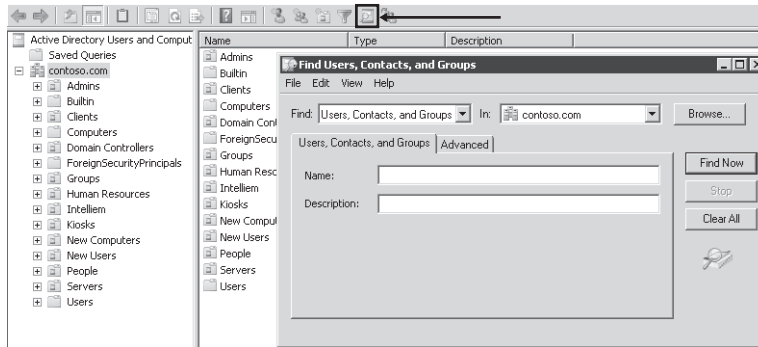 Active Directory Users and Comput
Saved Queries
contoso.com
Admins
Builtin
Clients
Computers
Domain Controllers
ForeignSecurityPrincipals
Groups
Human Resources
Intelliem
Kiosks
New Computers
New Users
People
Servers
Users
Name Type Description
Admins
Builtin
Clients
Computers
Domain Cont
ForeignSecu
Groups
Human Resc
Intelliem
Kiosks
New Comput
New Users
People
Servers
Users
Find Users, Contacts, and Groups
File Edit View Help
Find: Users, Contacts, and Groups In: contoso.com Browse...
Users, Contacts, and Groups Advanced
Name:
Description:
Find Now
Stop
Clear All